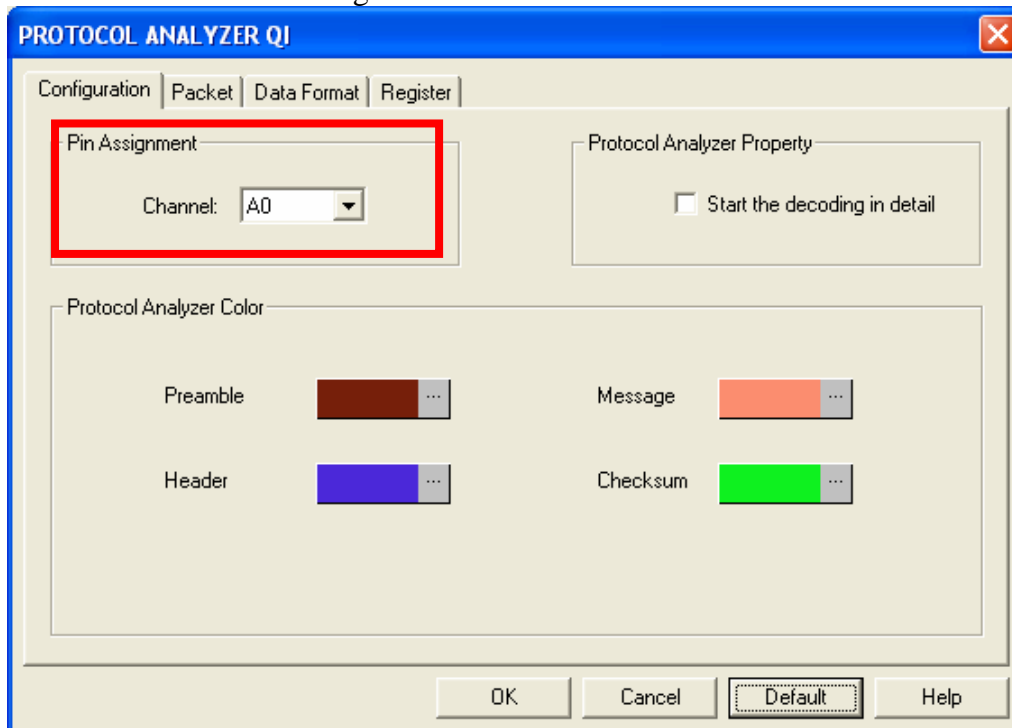 PROTOCOL ANALYZER QI
Configuration Packet Data Format Register
Pin Assignment
Channel: A0
Protocol Analyzer Property
Start the decoding in detail
Protocol Analyzer Color
Preamble ... Message ...
Header ... Checksum ...
OK Cancel Default Help